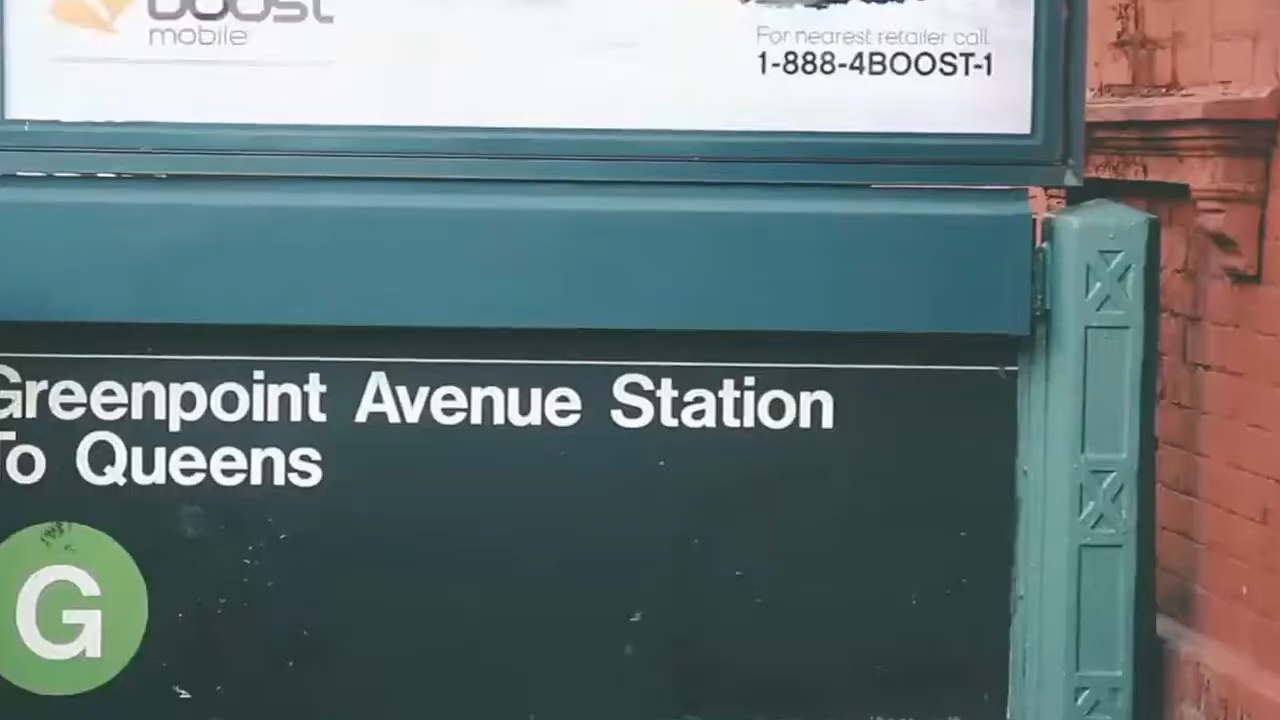 boost
mobile
For nearest retailer call
1-888-4BOOST-1
Greenpoint Avenue Station
To Queens
G